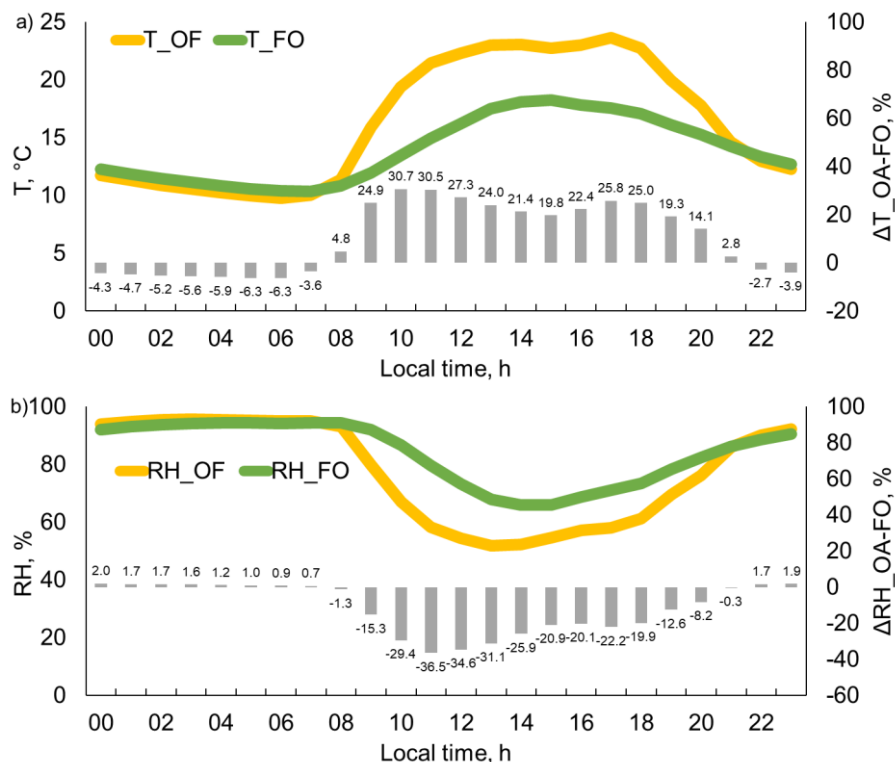 a)
25
20
15
10
5
0
T, °C
T_OF T_FO
100
80
60
40
20
0
-20
ΔT_OA-FO, %
-4.3 -4.7 -5.2 -5.6 -5.9 -6.3 -6.3 -3.6 4.8 24.9 30.7 30.5 27.3 24.0 21.4 19.8 22.4 25.8 25.0 19.3 14.1 2.8 -2.7 -3.9
00 02 04 06 08 10 12 14 16 18 20 22
Local time, h
b)
100
80
60
40
20
0
RH, %
RH_OF RH_FO
100
80
60
40
20
0
-20
-40
-60
ΔRH_OA-FO, %
2.0 1.7 1.7 1.6 1.2 1.0 0.9 0.7 -1.3 -15.3 -29.4 -36.5 -34.6 -31.1 -25.9 -20.9 -20.1 -22.2 -19.9 -12.6 -8.2 -0.3 1.7 1.9
00 02 04 06 08 10 12 14 16 18 20 22
Local time, h